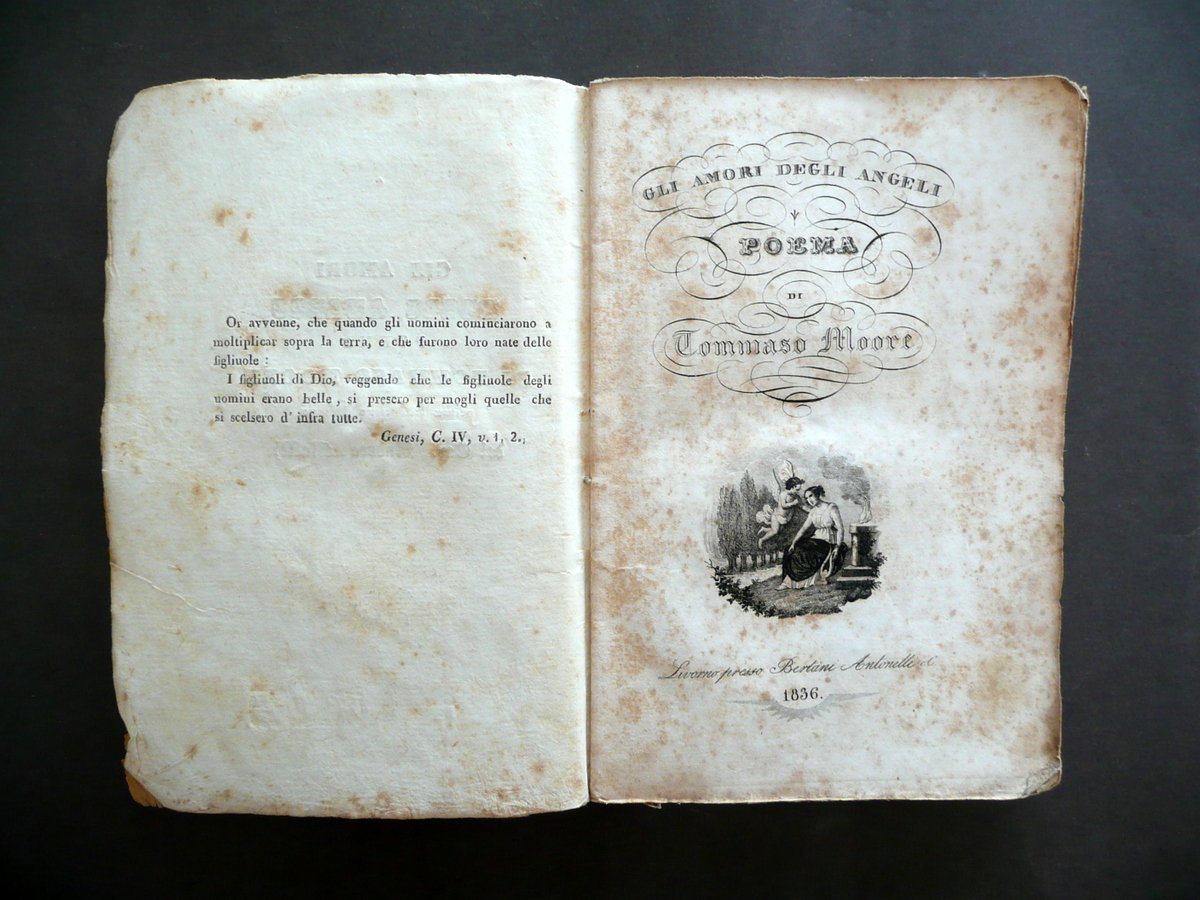 Or avvenne, che quando gli uomini cominciarono a
moltiplicar sopra la terra, e che furono loro nate delle
figliuole :
I figliuoli di Dio, veggendo che le figliuole degli
uomini erano belle, si presero per mogli quelle che
si scelsero d' infra tutte.
Genesi, C. IV, v. 1, 2.;
GLI AMORI DEGLI ANGELI
POEMA
DI
Tommaso Moore
Livorno presso Bertani Antonelli e C.
1836.